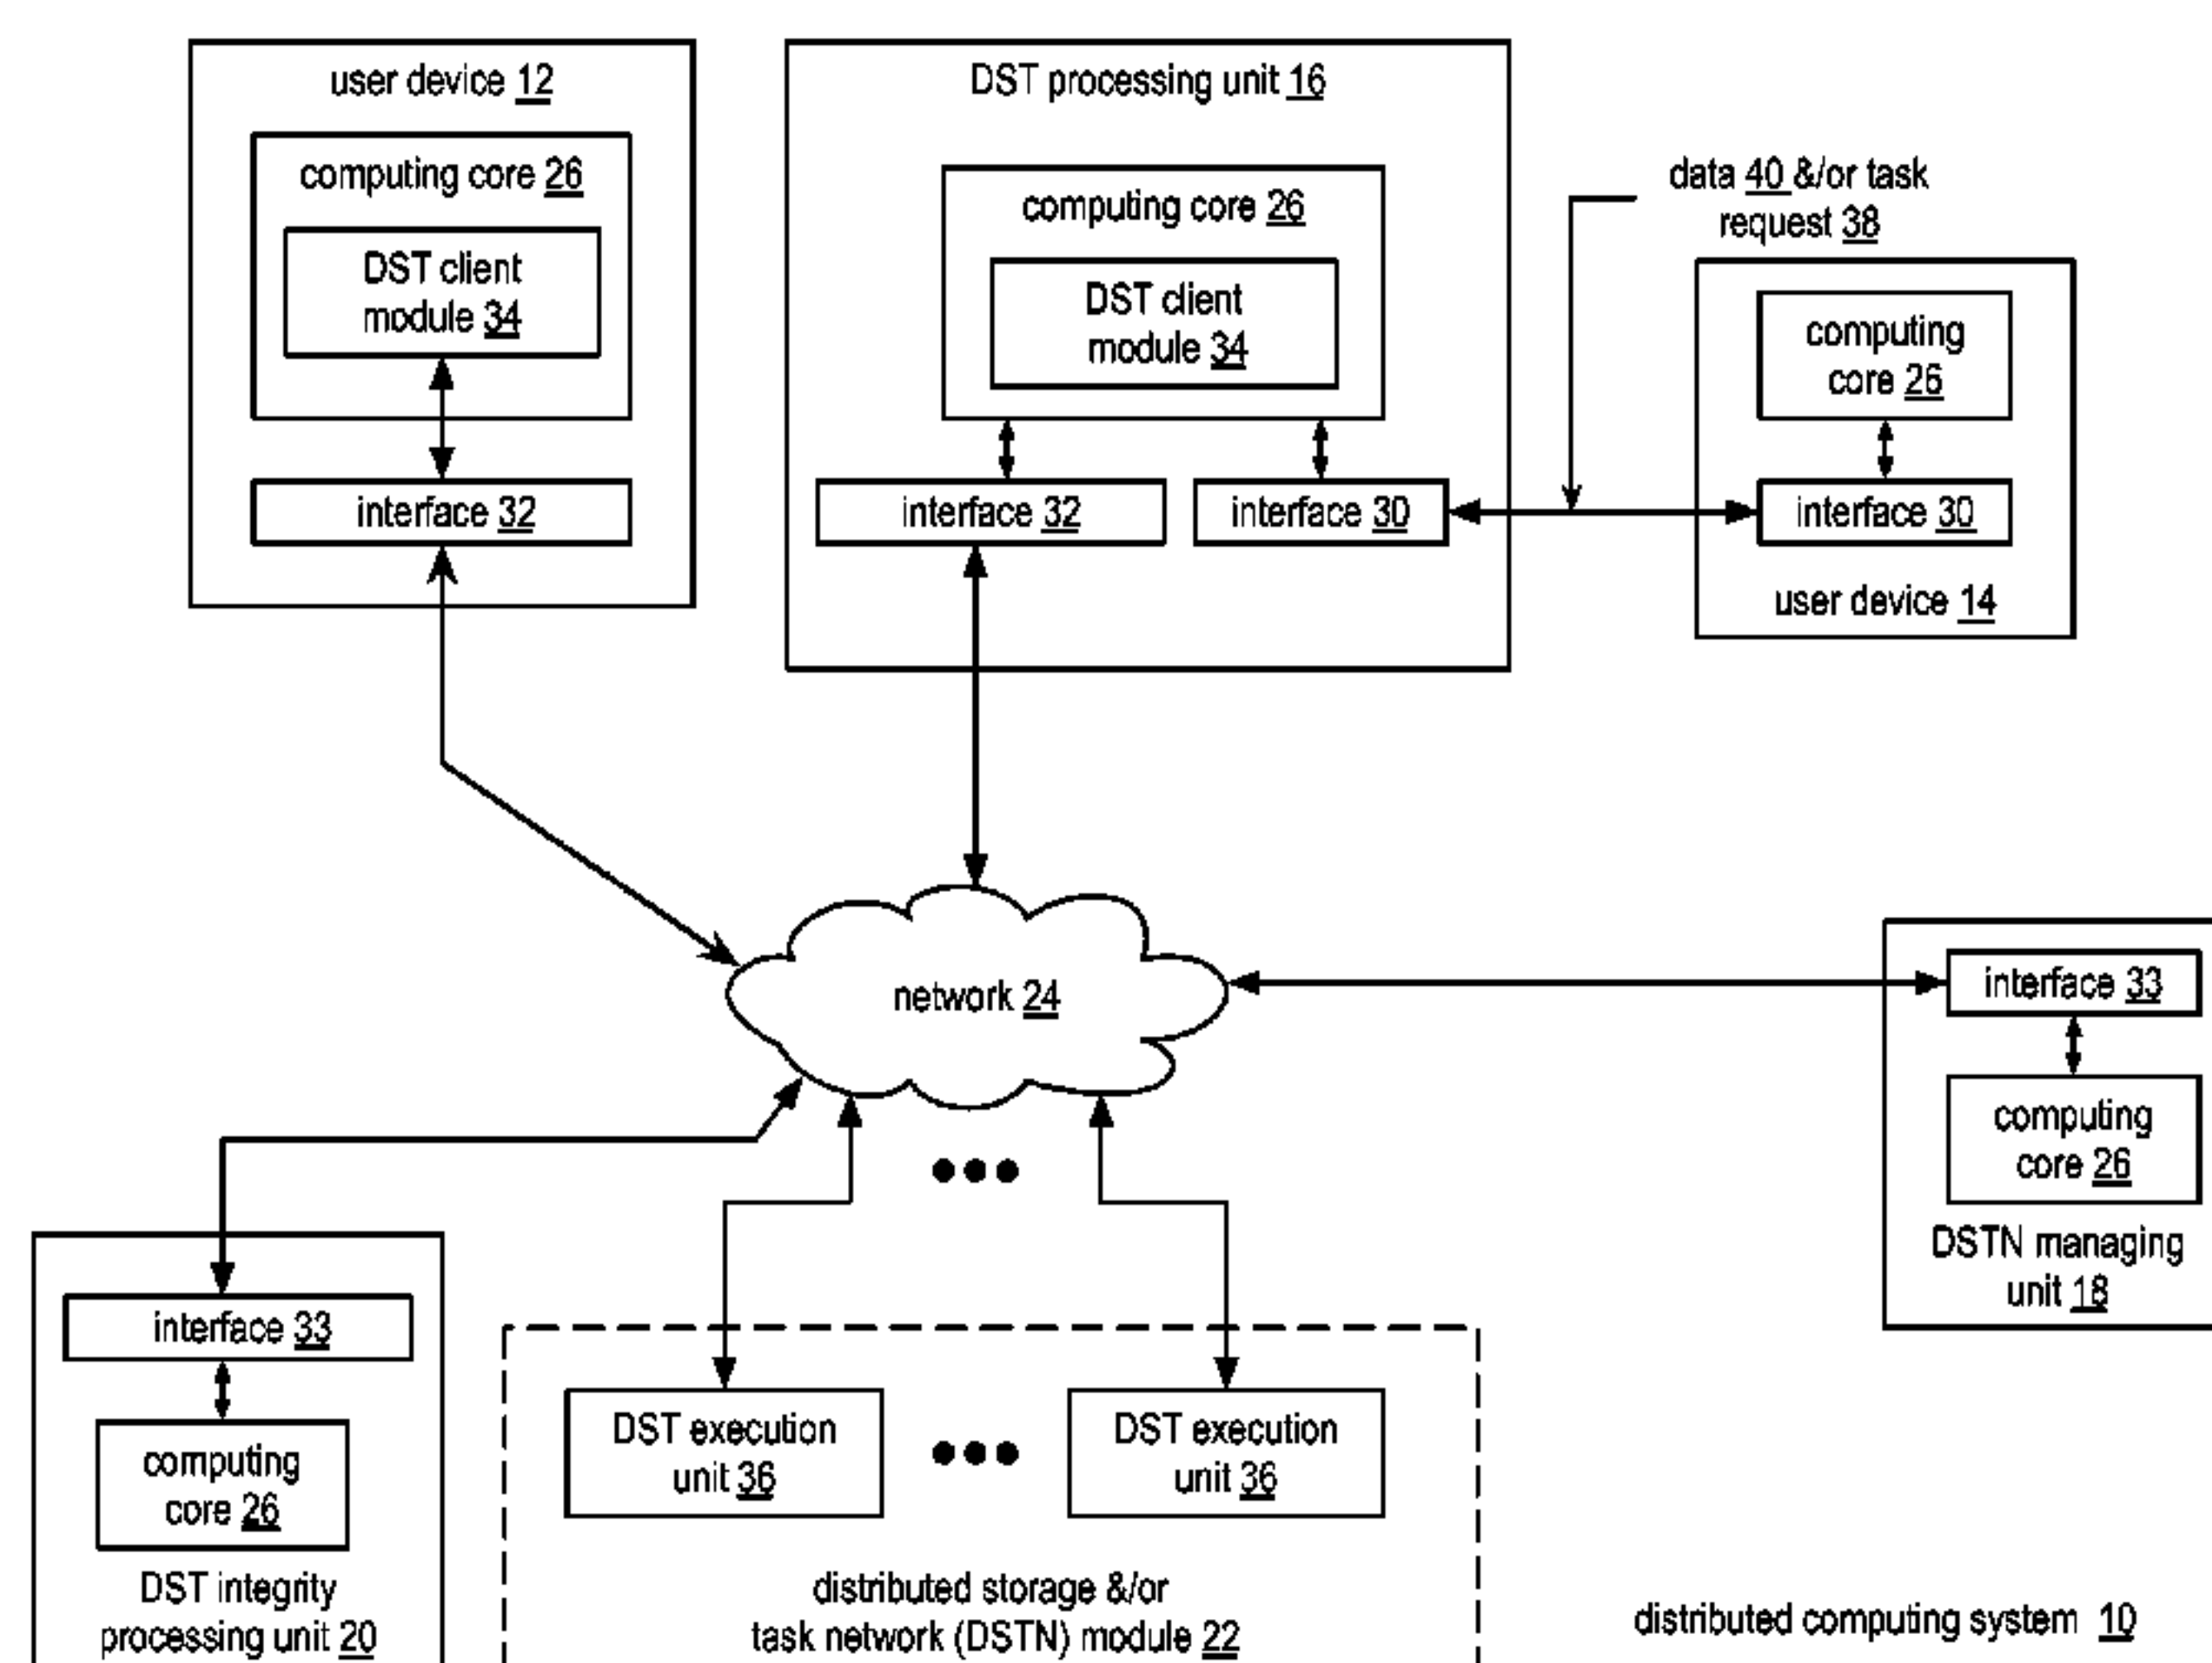 user device 12
computing core 26
DST client
module 34
interface 32
DST processing unit 16
computing core 26
DST client
module 34
interface 32
interface 30
data 40 &/or task
request 38
computing
core 26
interface 30
user device 14
network 24
interface 33
computing
core 26
DSTN managing
unit 18
interface 33
computing
core 26
DST integrity
processing unit 20
DST execution
unit 36
DST execution
unit 36
distributed storage &/or
task network (DSTN) module 22
distributed computing system 10